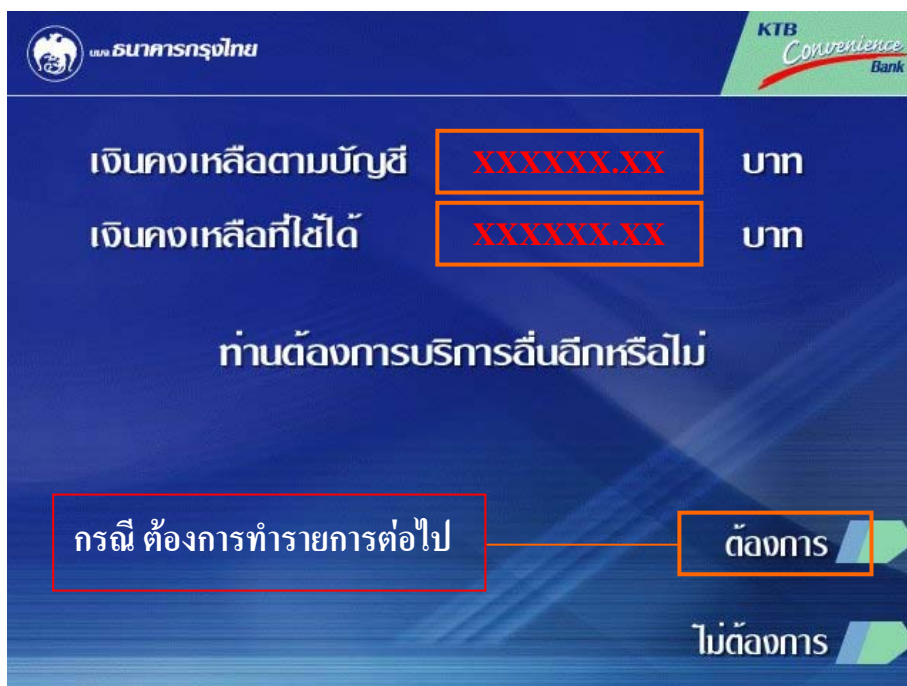 บมจ.ธนาคารกรุงไทย
KTB
Convenience
Bank
เงินคงเหลือตามบัญชี XXXXXX.XX บาท
เงินคงเหลือที่ใช้ได้ XXXXXX.XX บาท
ท่านต้องการบริการอื่นอีกหรือไม่
กรณี ต้องการทำรายการต่อไป
ต้องการ
ไม่ต้องการ